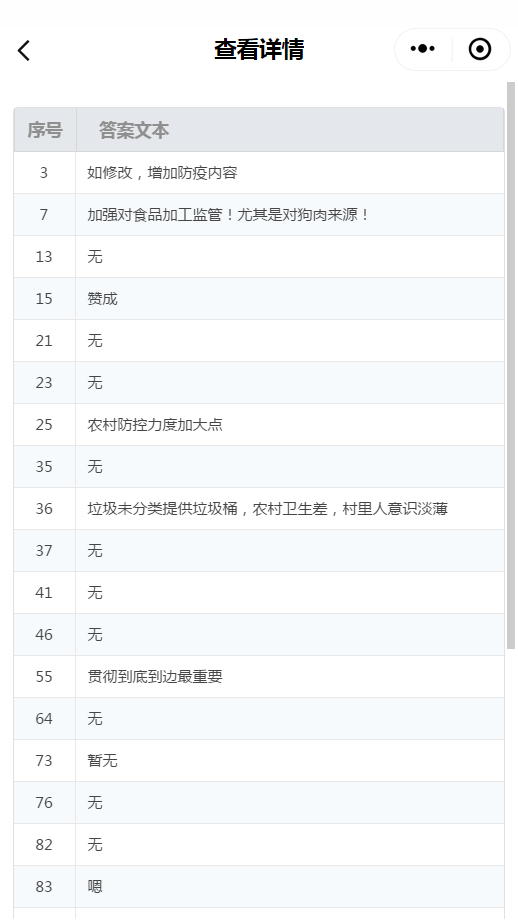 查看详情
序号 答案文本
3 如修改，增加防疫内容
7 加强对食品加工监管！尤其是对狗肉来源！
13 无
15 赞成
21 无
23 无
25 农村防控力度加大点
35 无
36 垃圾未分类提供垃圾桶，农村卫生差，村里人意识淡薄
37 无
41 无
46 无
55 贯彻到底到边最重要
64 无
73 暂无
76 无
82 无
83 嗯